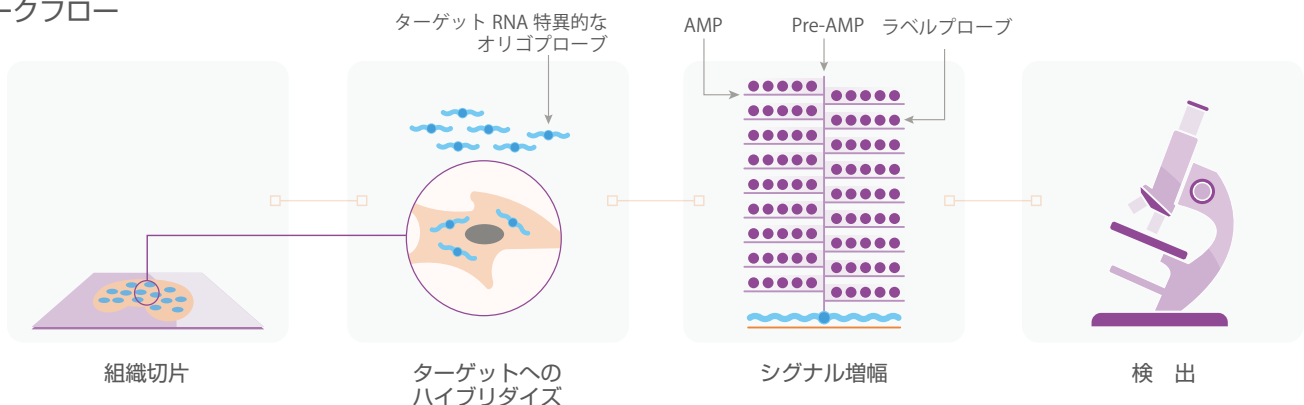 ークフロー
ターゲット RNA 特異的な
オリゴプローブ
AMP
Pre-AMP
ラベルプローブ
組織切片
ターゲットへの
ハイブリダイズ
シグナル増幅
検 出